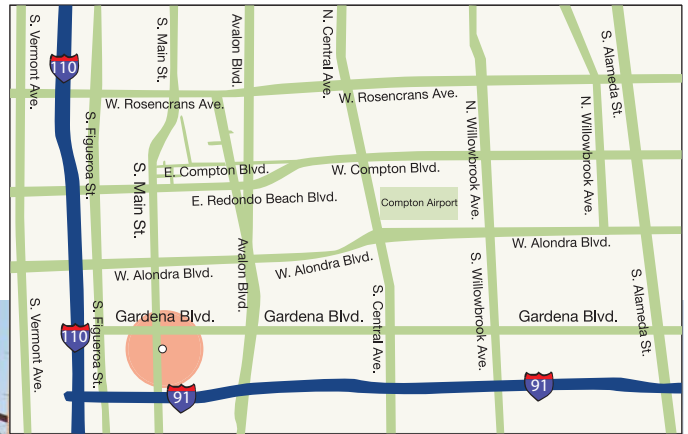 S. Vermont Ave.
110
S. Figueroa St.
S. Main St.
Avalon Blvd.
N. Central Ave.
S. Alameda St.
W. Rosencrans Ave.
W. Rosencrans Ave.
N. Willowbrook Ave.
N. Willowbrook Ave.
S. Main St.
E. Compton Blvd.
W. Compton Blvd.
E. Redondo Beach Blvd.
Compton Airport
Avalon Blvd.
W. Alondra Blvd.
W. Alondra Blvd.
W. Alondra Blvd.
S. Vermont Ave.
110
S. Figueroa St.
Gardena Blvd.
Gardena Blvd.
S. Central Ave.
S. Willowbrook Ave.
Gardena Blvd.
S. Alameda St.
91
91